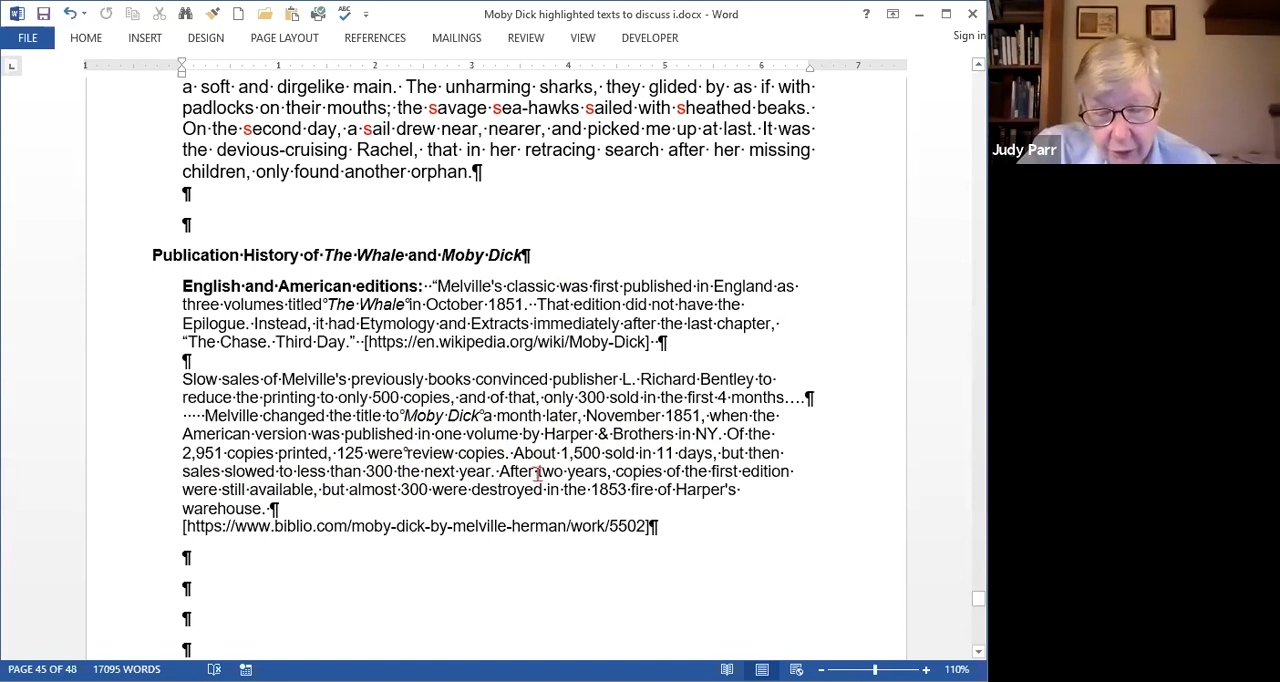 Moby Dick highlighted texts to discuss i.docx - Word
FILE HOME INSERT DESIGN PAGE LAYOUT REFERENCES MAILINGS REVIEW VIEW DEVELOPER Sign in
1 1 2 3 4 5 6 7
a soft and dirgelike main. The unharming sharks, they glided by as if with
padlocks on their mouths; the savage sea-hawks sailed with sheathed beaks.
On the second day, a sail drew near, nearer, and picked me up at last. It was
the devious-cruising Rachel, that in her retracing search after her missing
children, only found another orphan.¶
¶
¶
Publication History of The Whale and Moby Dick¶
English and American editions: “Melville's classic was first published in England as
three volumes titled°The Whale°in October 1851. That edition did not have the
Epilogue. Instead, it had Etymology and Extracts immediately after the last chapter,
“The Chase. Third Day.” [https://en.wikipedia.org/wiki/Moby-Dick] ¶
¶
Slow sales of Melville's previously books convinced publisher L. Richard Bentley to
reduce the printing to only 500 copies, and of that, only 300 sold in the first 4 months….¶
Melville changed the title to°Moby Dick°a month later, November 1851, when the
American version was published in one volume by Harper & Brothers in NY. Of the
2,951 copies printed, 125 were°review copies. About 1,500 sold in 11 days, but then
sales slowed to less than 300 the next year. After two years, copies of the first edition
were still available, but almost 300 were destroyed in the 1853 fire of Harper's
warehouse. ¶
[https://www.biblio.com/moby-dick-by-melville-herman/work/5502]¶
¶
¶
¶
¶
PAGE 45 OF 48 17095 WORDS 110%
Judy Parr